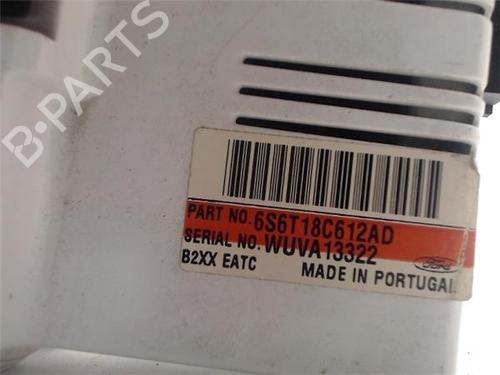 B-PARTS
PART NO. 6S6T18C612AD
SERIAL NO. WUVA13322
B2XX EATC MADE IN PORTUGAL
Ford